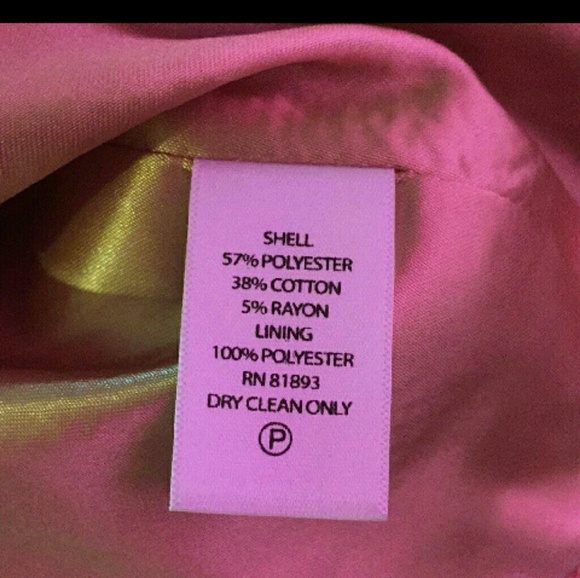 SHELL
57% POLYESTER
38% COTTON
5% RAYON
LINING
100% POLYESTER
RN 81893
DRY CLEAN ONLY
P